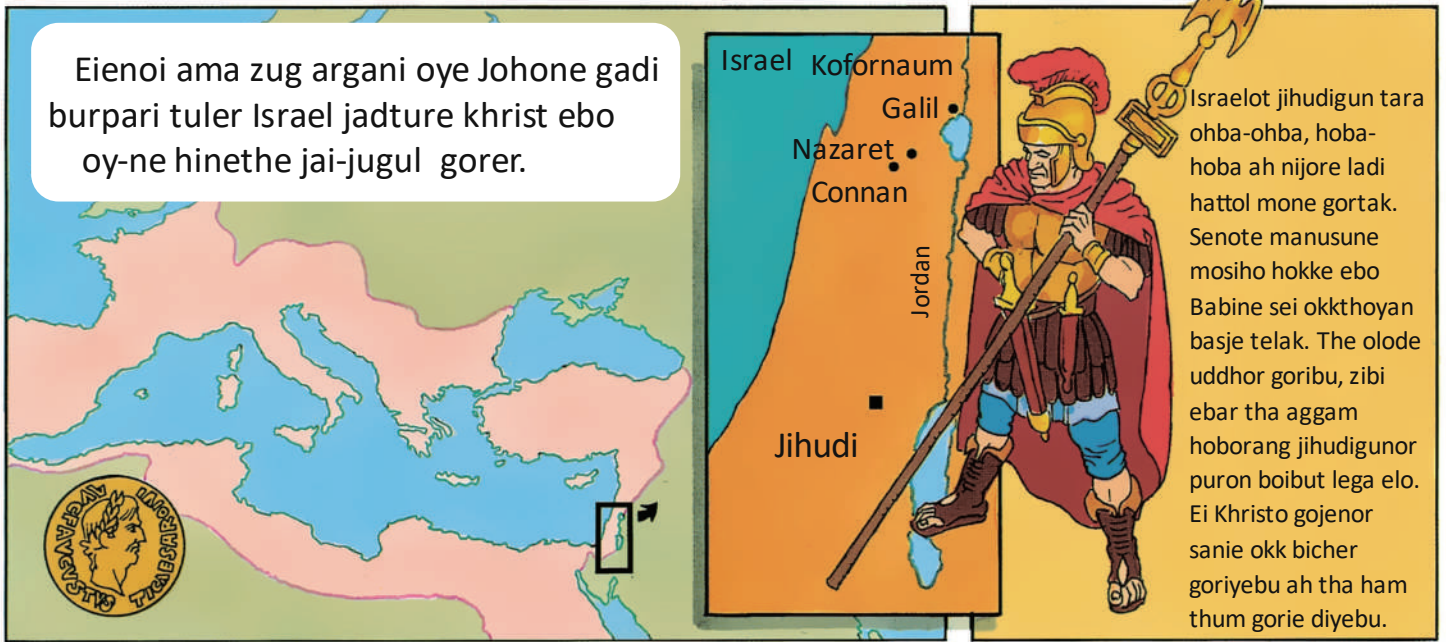 Eienoi ama zug argani oye Johone gadi
burpari tuler Israel jadture khrist ebo
oy-ne hinethe jai-jugul gorer.
Israel
Kofornaum
Galil
Nazaret
Connan
Jordan
Jihudi
Israelot jihudigun tara
ohba-ohba, hoba-
hoba ah nijore ladi
hattol mone gortak.
Senote manusune
mosiho hokke ebo
Babine sei okkthoyan
basje telak. The olode
uddhor goribu, zibi
ebar tha aggam
hoborang jihudigunor
puron boibut lega elo.
Ei Khristo gojenor
sanie okk bicher
goriyebu ah tha ham
thum gorie diyebu.